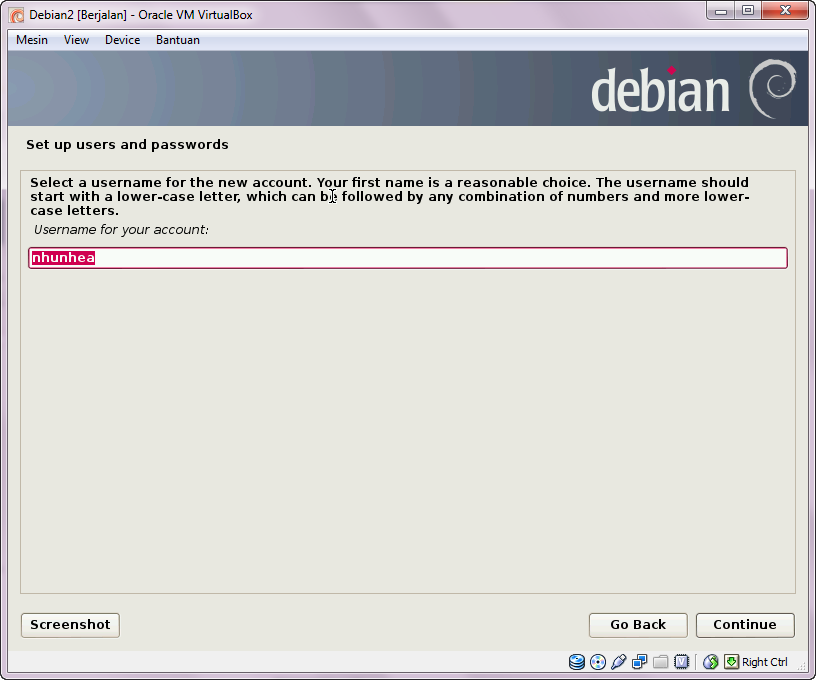 Debian2 [Berjalan] - Oracle VM VirtualBox
Mesin View Device Bantuan
debian
Set up users and passwords
Select a username for the new account. Your first name is a reasonable choice. The username should
start with a lower-case letter, which can be followed by any combination of numbers and more lower-
case letters.
Username for your account:
nhunhea
Screenshot Go Back Continue
Right Ctrl